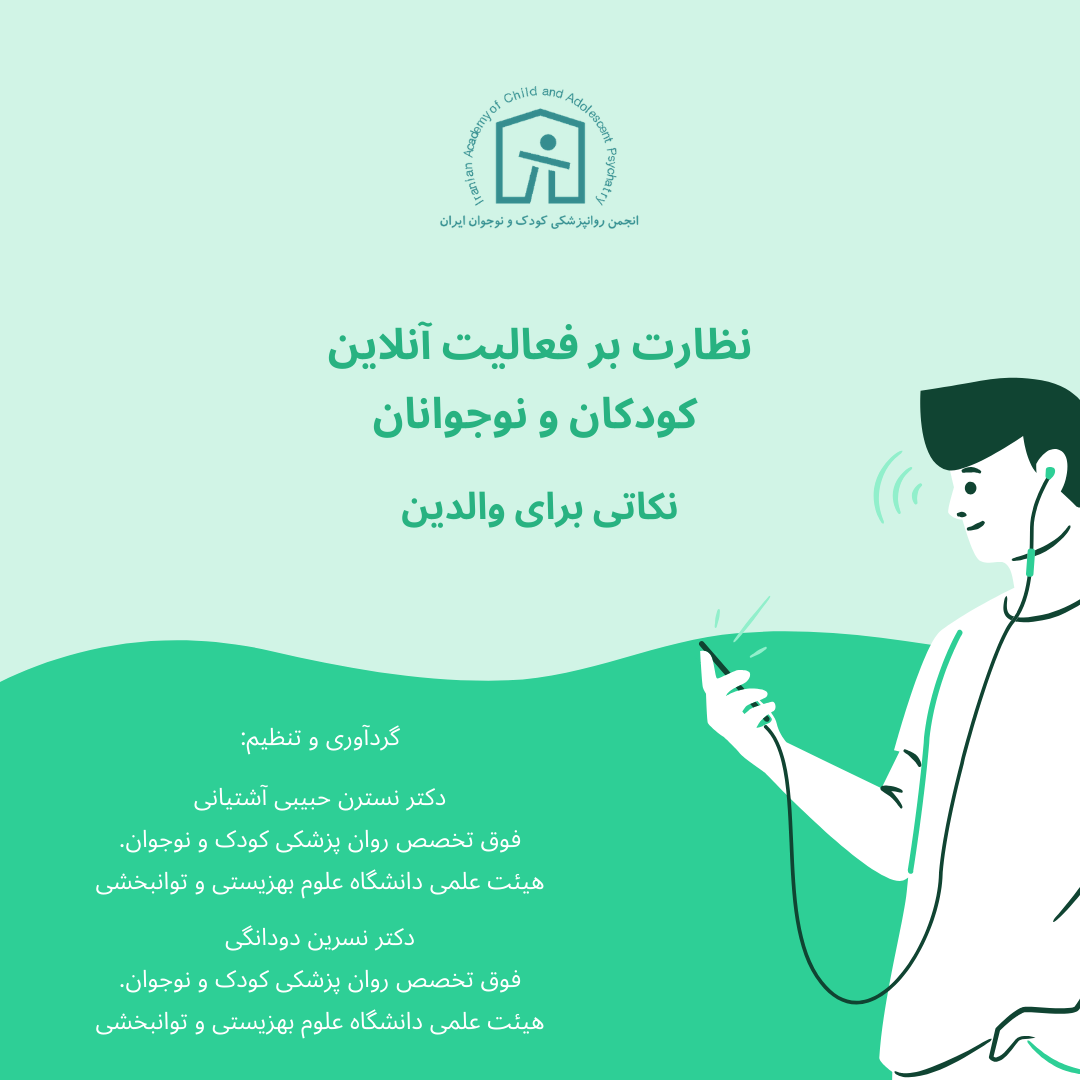 Iranian Academy of Child and Adolescent Psychatry
انجمن روانپزشکی کودک و نوجوان ایران
نظارت بر فعالیت آنلاین
کودکان و نوجوانان
نکاتی برای والدین
گردآوری و تنظیم:
دکتر نسترن حبیبی آشتیانی
فوق تخصص روان پزشکی کودک و نوجوان.
هیئت علمی دانشگاه علوم بهزیستی و توانبخشی
دکتر نسرین دودانگی
فوق تخصص روان پزشکی کودک و نوجوان.
هیئت علمی دانشگاه علوم بهزیستی و توانبخشی